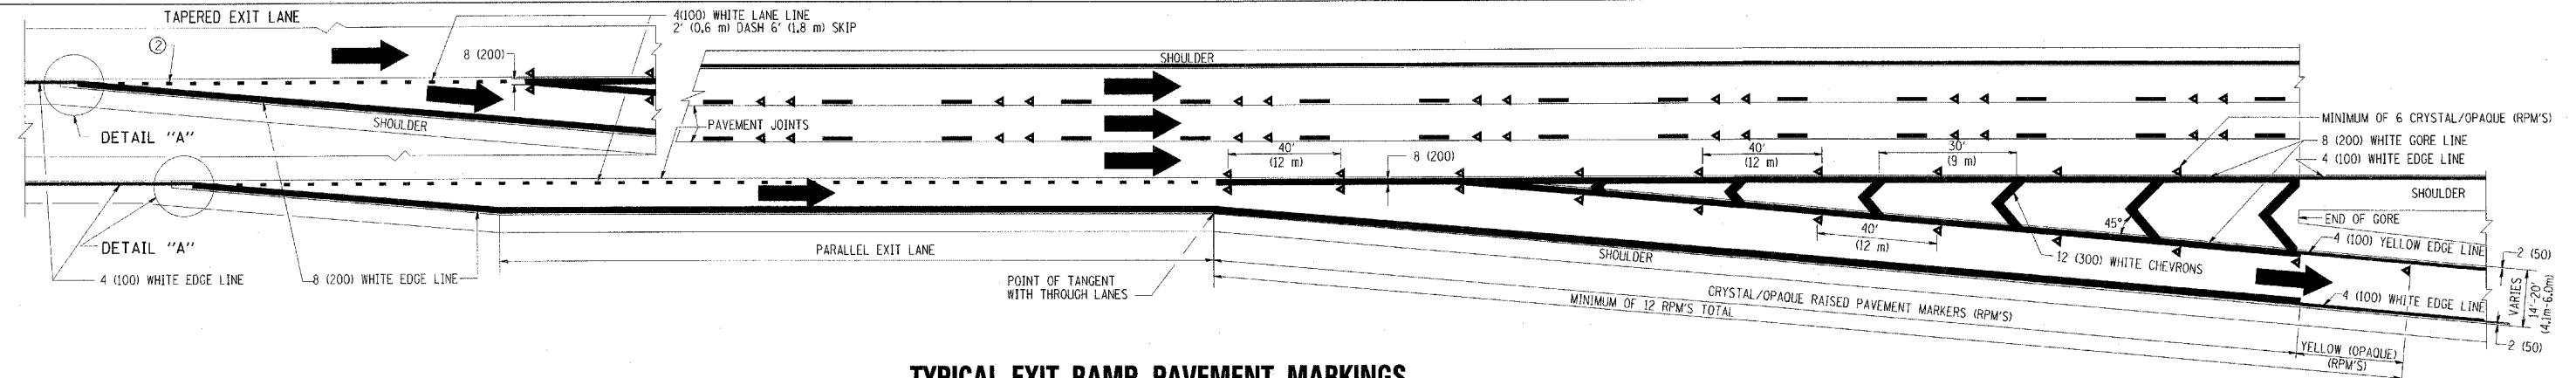 TAPERED EXIT LANE
4(100) WHITE LANE LINE
2' (0.6 m) DASH 6' (1.8 m) SKIP
2
8 (200)
SHOULDER
DETAIL "A"
SHOULDER
PAVEMENT JOINTS
MINIMUM OF 6 CRYSTAL/OPAQUE (RPM'S)
8 (200) WHITE GORE LINE
4 (100) WHITE EDGE LINE
40'
(12 m)
8 (200)
40'
(12 m)
30'
(9 m)
SHOULDER
END OF GORE
45°
DETAIL "A"
40'
(12 m)
4 (100) YELLOW EDGE LINE
2 (50)
PARALLEL EXIT LANE
SHOULDER
12 (300) WHITE CHEVRONS
4 (100) WHITE EDGE LINE
8 (200) WHITE EDGE LINE
POINT OF TANGENT
WITH THROUGH LANES
CRYSTAL/OPAQUE RAISED PAVEMENT MARKERS (RPM'S)
MINIMUM OF 12 RPM'S TOTAL
4 (100) WHITE EDGE LINE
VARIES
14'-20'
(4.1m-6.0m)
2 (50)
YELLOW (OPAQUE)
(RPM'S)
TYPICAL EXIT RAMP PAVEMENT MARKINGS